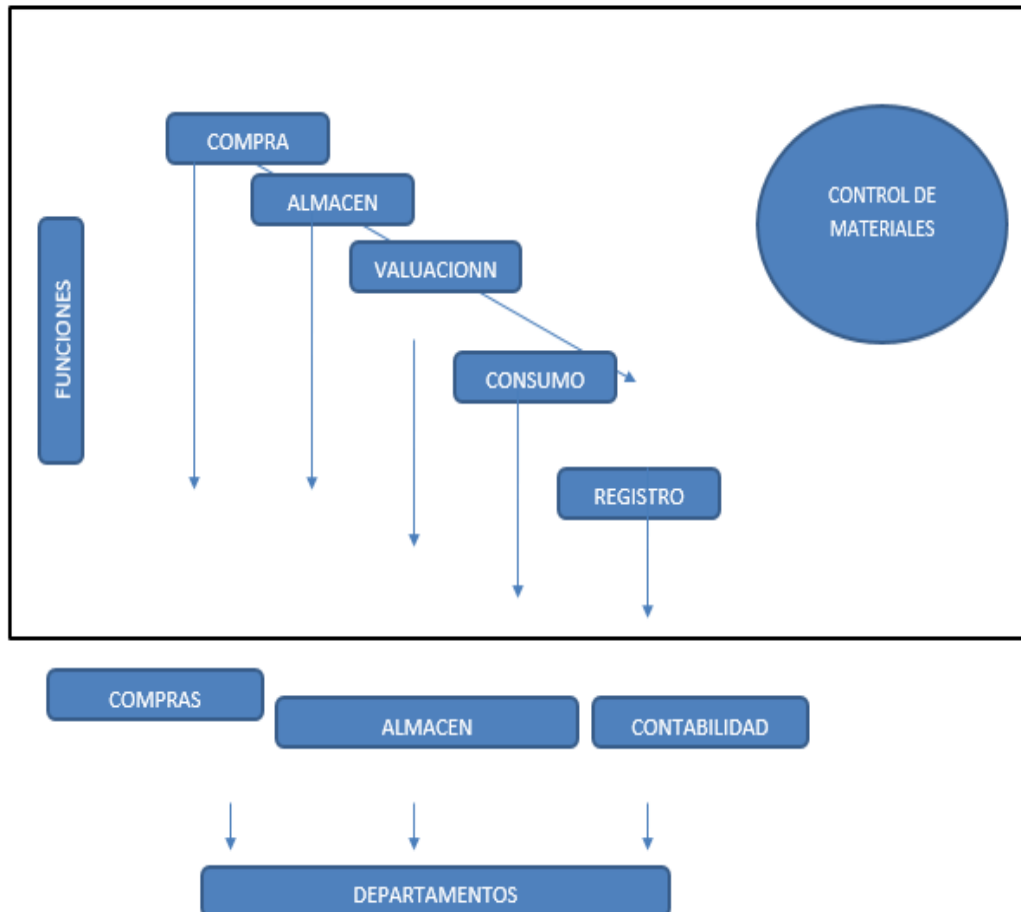 COMPRA
ALMACEN
VALUACIONN
CONSUMO
REGISTRO
CONTROL DE
MATERIALES
FUNCIONES
COMPRAS
ALMACEN
CONTABILIDAD
DEPARTAMENTOS